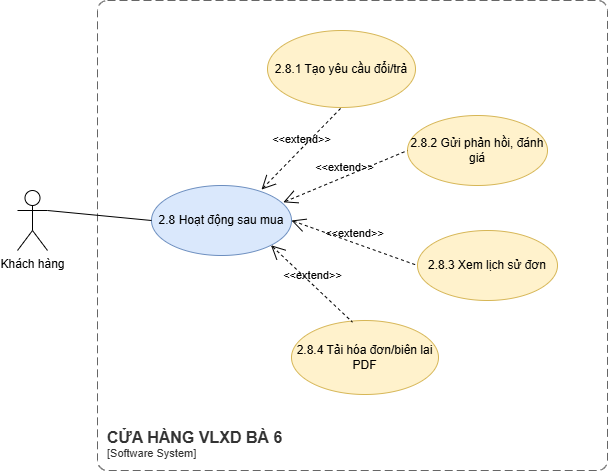 2.8.1 Tạo yêu cầu đổi/trả
<<extend>>
2.8.2 Gửi phản hồi, đánh
giá
<<extend>>
2.8 Hoạt động sau mua
<<extend>>
Khách hàng
2.8.3 Xem lịch sử đơn
<<extend>>
2.8.4 Tải hóa đơn/biên lai
PDF
CỬA HÀNG VLXD BÀ 6
[Software System]